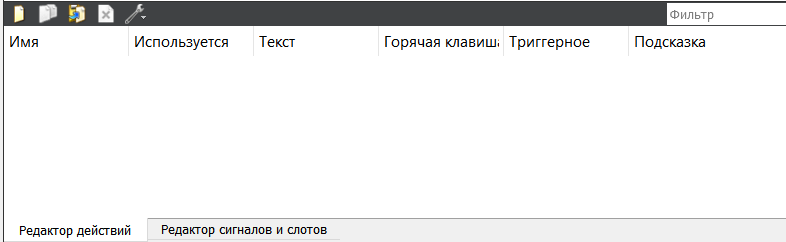 Фильтр
Имя Используется Текст Горячая клавиша Триггерное Подсказка
Редактор действий Редактор сигналов и слотов